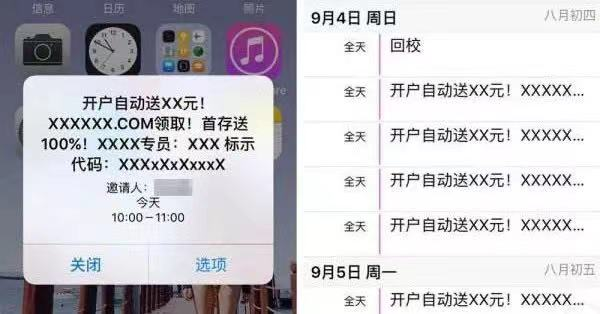 信息
日历
地图
照片
开户自动送XX元！
XXXXXX.COM领取！首存送
100%！XXXX专员：XXX 标示
代码：XXXxXxXxxxX
邀请人：
今天
10:00－11:00
关闭
选项
9月4日 周日
八月初四
全天
回校
全天
开户自动送XX元！XXXXX...
全天
开户自动送XX元！XXXXX...
全天
开户自动送XX元！XXXXX...
全天
开户自动送XX元！XXXXX...
9月5日 周一
八月初五
全天
开户自动送XX元！XXXXX...